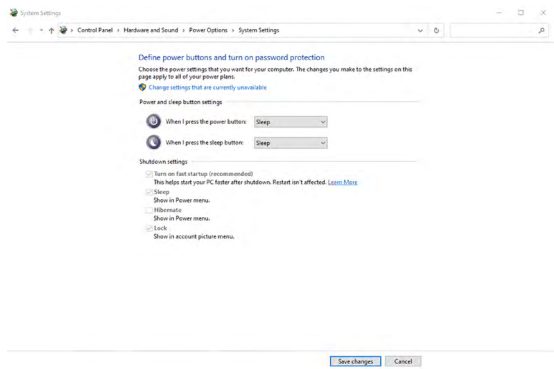 System Settings
Control Panel > Hardware and Sound > Power Options > System Settings
Define power buttons and turn on password protection
Choose the power settings that you want for your computer. The changes you make to the settings on this
page apply to all of your power plans.
Change settings that are currently unavailable
Power and sleep button settings
When I press the power button: Sleep
When I press the sleep button: Sleep
Shutdown settings
Turn on fast startup (recommended)
This helps start your PC faster after shutdown. Restart isn't affected. Learn More
Sleep
Show in Power menu.
Hibernate
Show in Power menu.
Lock
Show in account picture menu.
Save changes Cancel